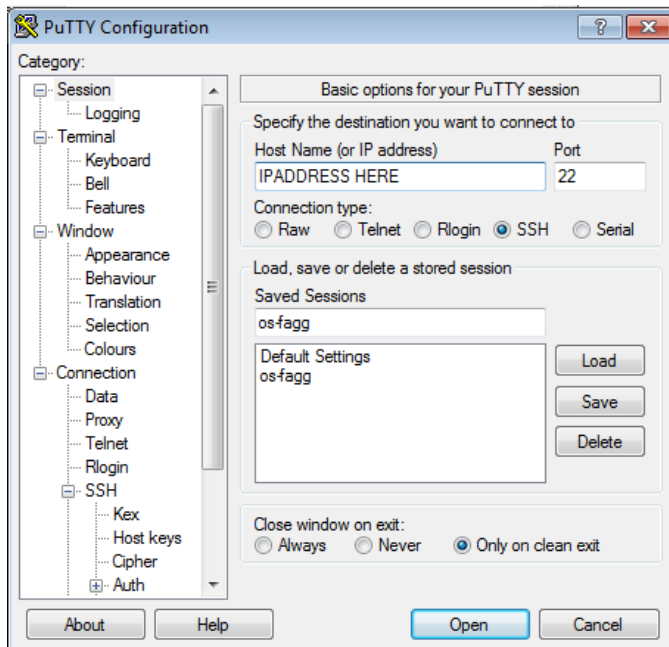 PuTTY Configuration
Category:
Session
Logging
Terminal
Keyboard
Bell
Features
Window
Appearance
Behaviour
Translation
Selection
Colours
Connection
Data
Proxy
Telnet
Rlogin
SSH
Kex
Host keys
Cipher
Auth
Basic options for your PuTTY session
Specify the destination you want to connect to
Host Name (or IP address) Port
IPADDRESS HERE 22
Connection type:
Raw Telnet Rlogin SSH Serial
Load, save or delete a stored session
Saved Sessions
os-fagg
Default Settings
os-fagg
Load
Save
Delete
Close window on exit:
Always Never Only on clean exit
About Help Open Cancel